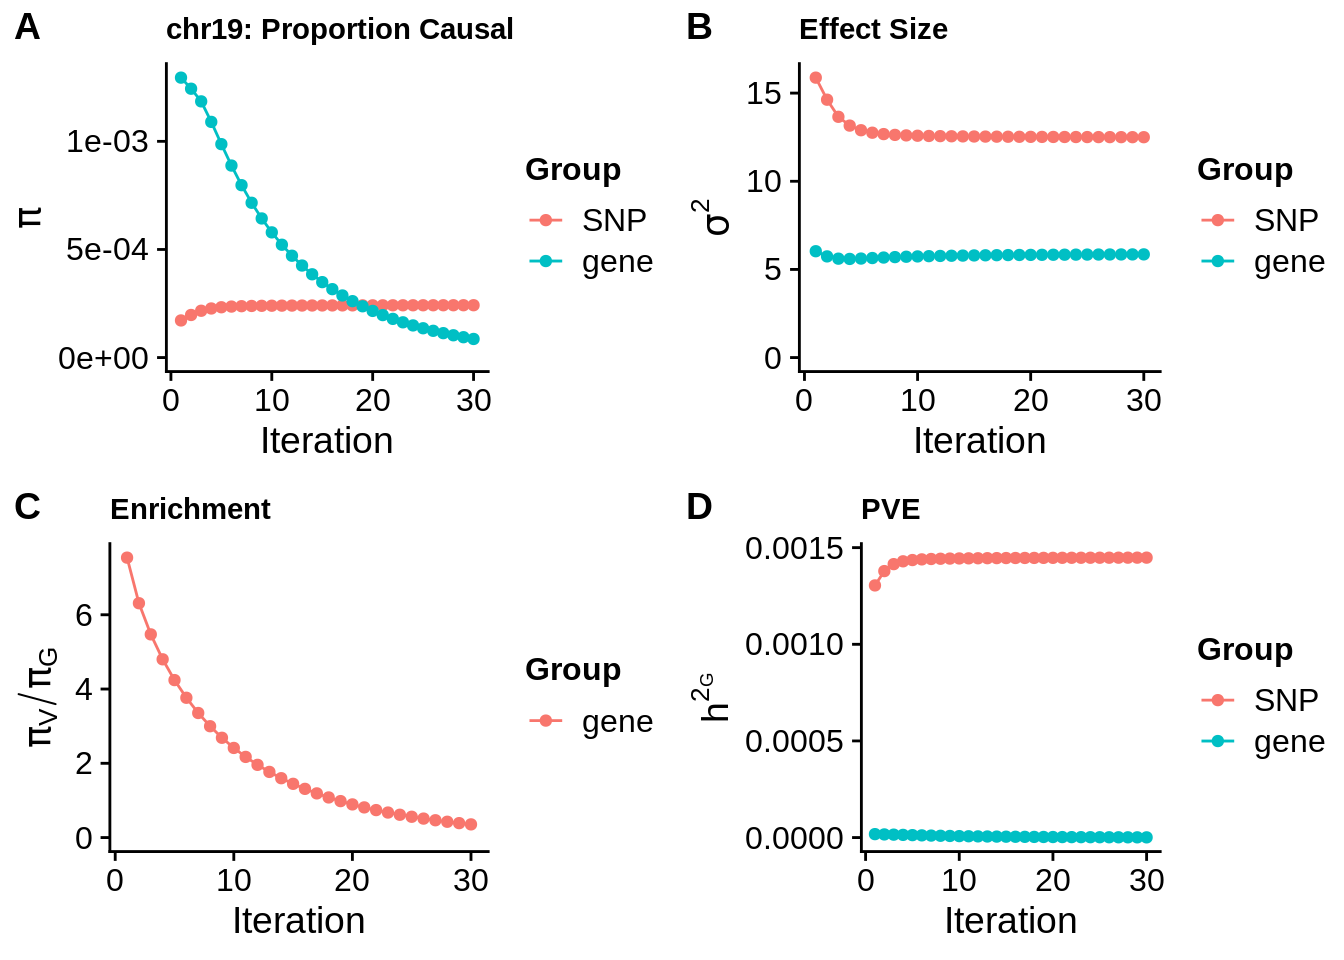 A
chr19: Proportion Causal
1e-03
5e-04
0e+00
π
0 10 20 30
Iteration
Group
SNP
gene
B
Effect Size
15
10
5
0
σ²
0 10 20 30
Iteration
Group
SNP
gene
C
Enrichment
6
4
2
0
πV/πG
0 10 20 30
Iteration
Group
gene
D
PVE
0.0015
0.0010
0.0005
0.0000
h²G
0 10 20 30
Iteration
Group
SNP
gene